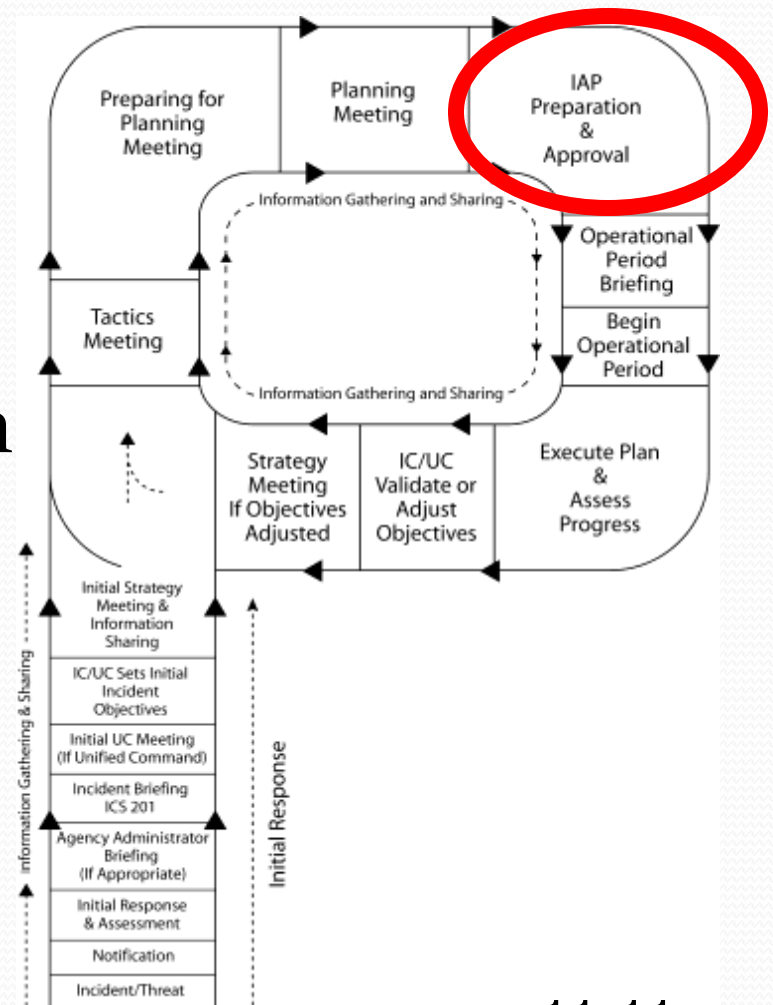 Preparing for
Planning
Meeting
Planning
Meeting
IAP
Preparation
&
Approval
Information Gathering and Sharing
Operational
Period
Briefing
Begin
Operational
Period
Tactics
Meeting
Information Gathering and Sharing
n
Strategy
Meeting
If Objectives
Adjusted
IC/UC
Validate or
Adjust
Objectives
Execute Plan
&
Assess
Progress
Initial Strategy
Meeting &
Information
Sharing
IC/UC Sets Initial
Incident
Objectives
Initial UC Meeting
(If Unified Command)
Incident Briefing
ICS 201
Agency Administrator
Briefing
(If Appropriate)
Initial Response
& Assessment
Notification
Incident/Threat
Information Gathering & Sharing
Initial Response